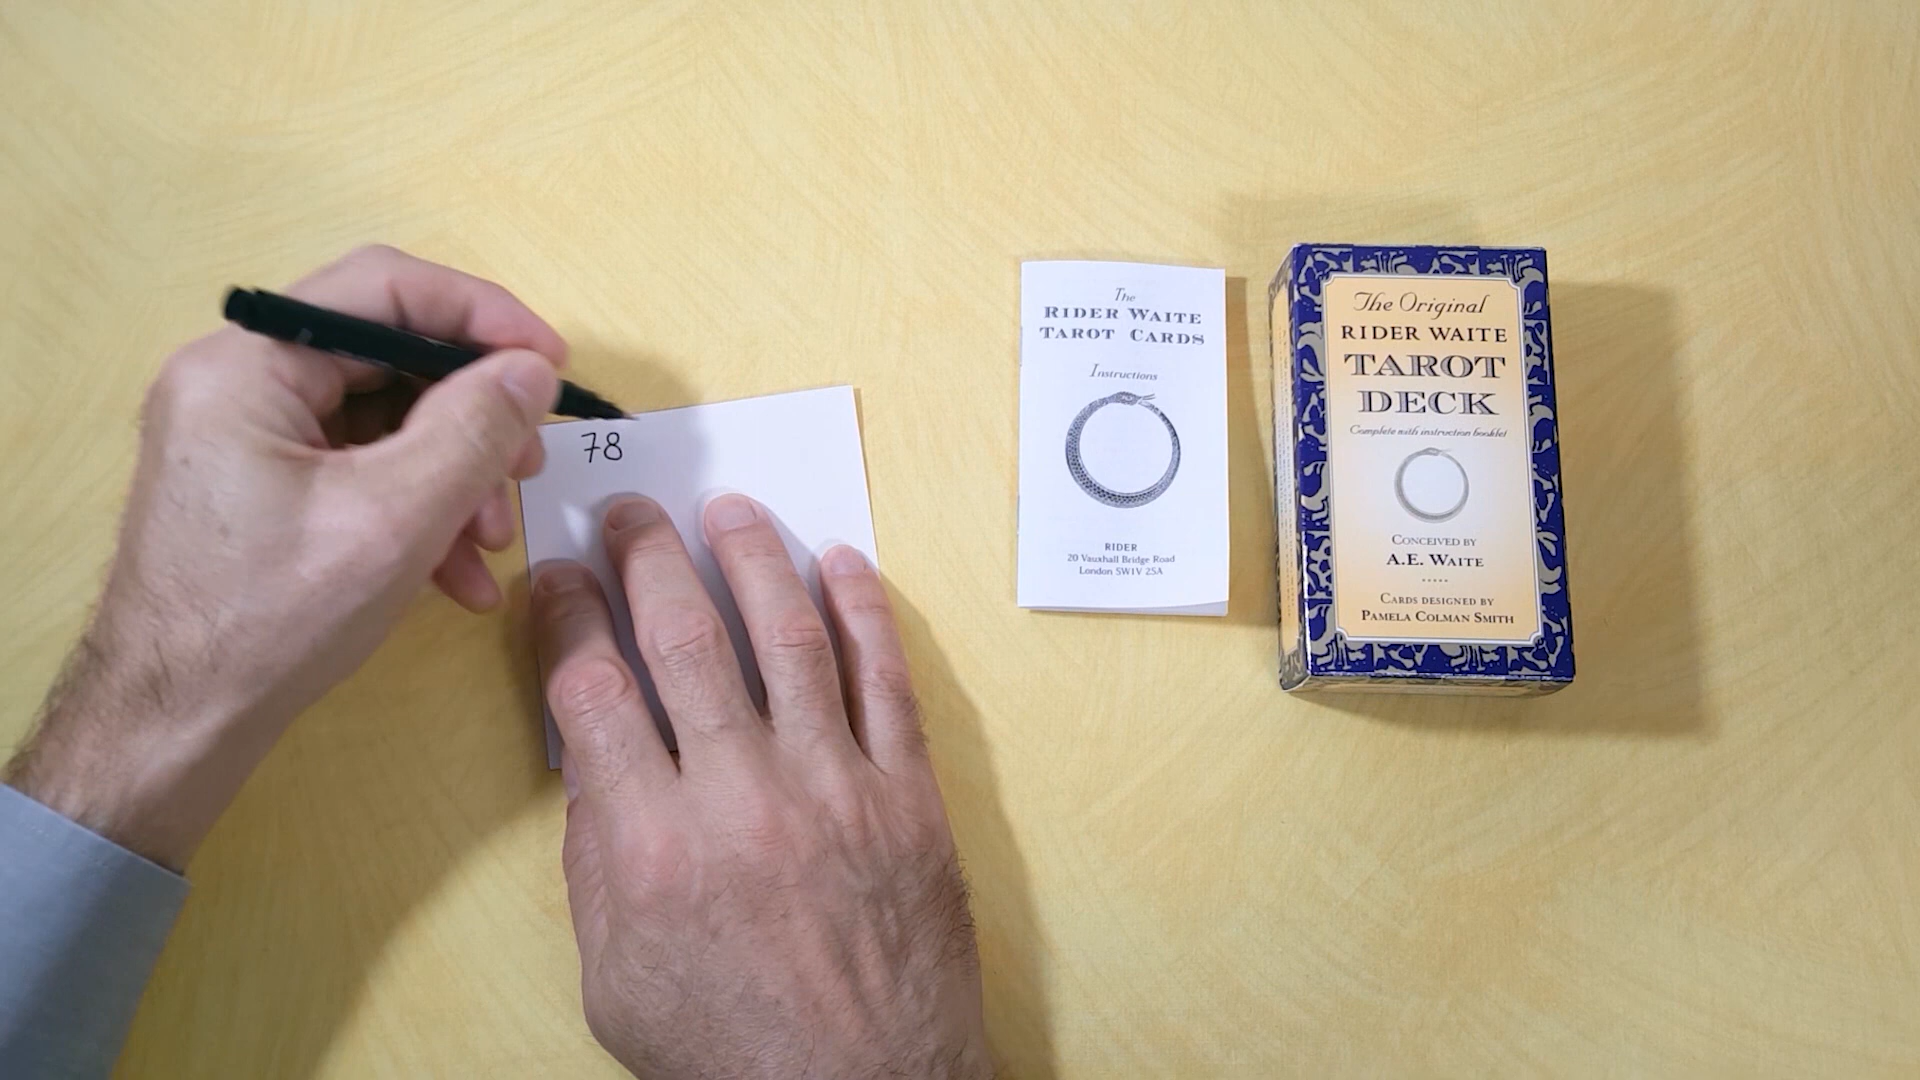 78
The
RIDER WAITE
TAROT CARDS
Instructions
RIDER
20 Vauxhall Bridge Road
London SW1V 2SA
The Original
RIDER WAITE
TAROT
DECK
Complete with instruction booklet
CONCEIVED BY
A.E. WAITE
CARDS DESIGNED BY
PAMELA COLMAN SMITH